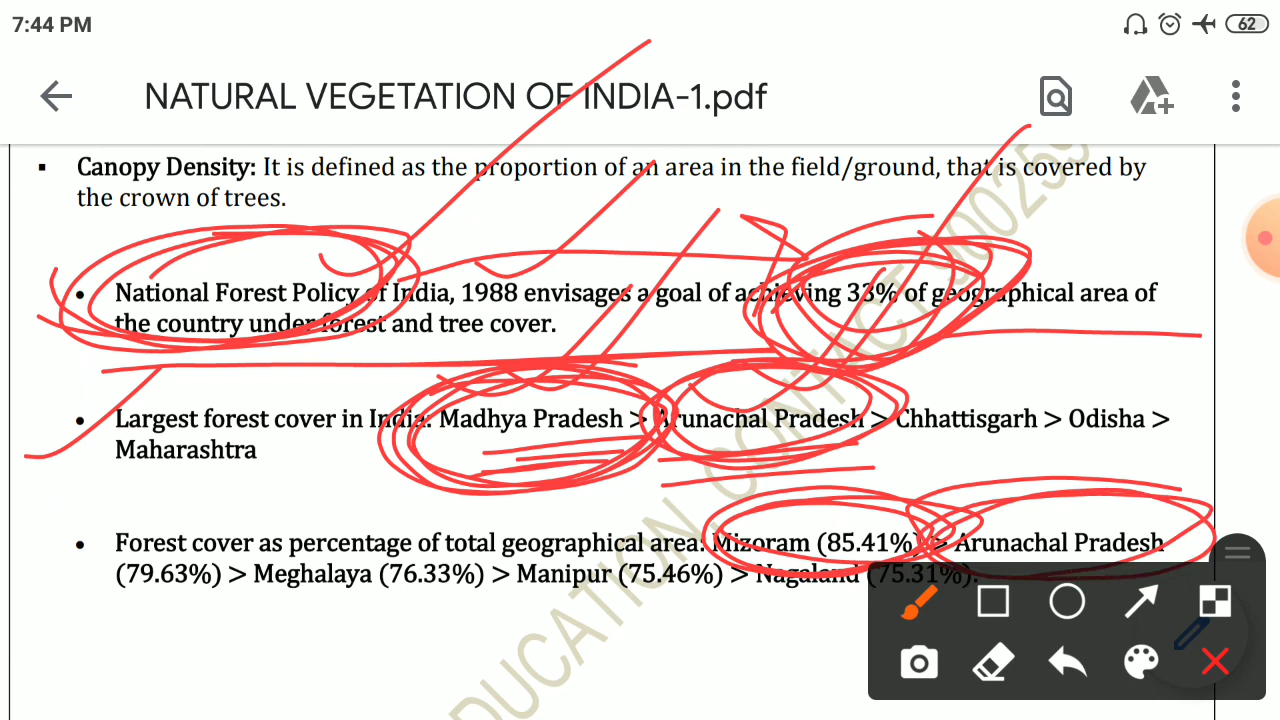 7:44 PM
62
NATURAL VEGETATION OF INDIA-1.pdf
▪ Canopy Density: It is defined as the proportion of an area in the field/ground, that is covered by
the crown of trees.
• National Forest Policy of India, 1988 envisages a goal of achieving 33% of geographical area of
the country under forest and tree cover.
• Largest forest cover in India: Madhya Pradesh > Arunachal Pradesh > Chhattisgarh > Odisha >
Maharashtra
• Forest cover as percentage of total geographical area: Mizoram (85.41%) > Arunachal Pradesh
(79.63%) > Meghalaya (76.33%) > Manipur (75.46%) > Nagaland (75.31%).